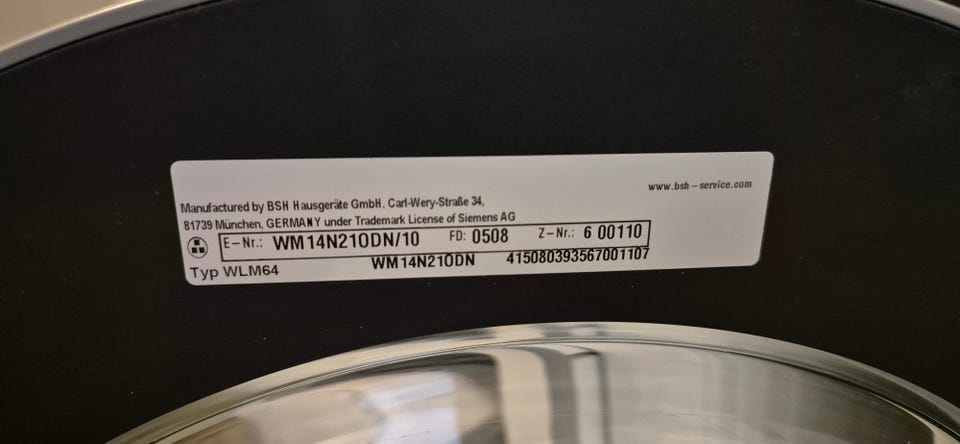 www.bsh-service.com
Manufactured by BSH Hausgeräte GmbH, Carl-Wery-Straße 34,
81739 München, GERMANY under Trademark License of Siemens AG
E-Nr.: WM14N210DN/10 FD: 0508 Z-Nr.: 6 00110
Typ WLM64 WM14N210DN 415080393567001107